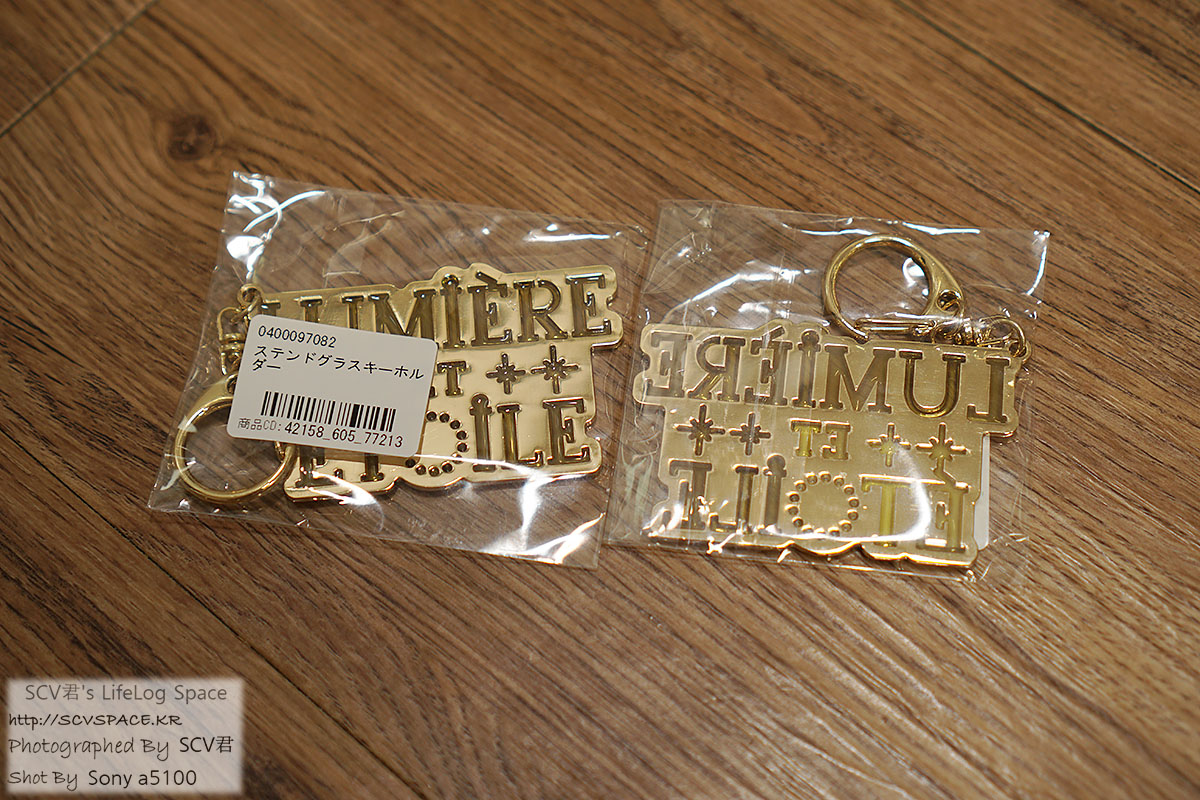 LUMIÈRE
ET
ÉTOILE
0400097082
ステンドグラスキーホル
ダー
商品CD: 42158_605_77213
LUMIÈRE
ET
ÉTOILE
SCV君's LifeLog Space
http://SCVSPACE.KR
Photographed By SCV君
Shot By Sony a5100